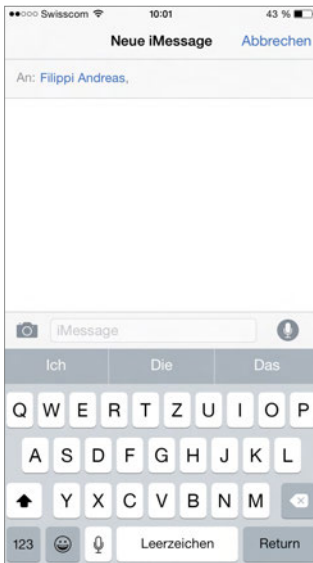 Swisscom 10:01 43 %
Neue iMessage Abbrechen
An: Filippi Andreas,
iMessage
Ich Die Das
Q W E R T Z U I O P
A S D F G H J K L
Y X C V B N M
123 Leerzeichen Return